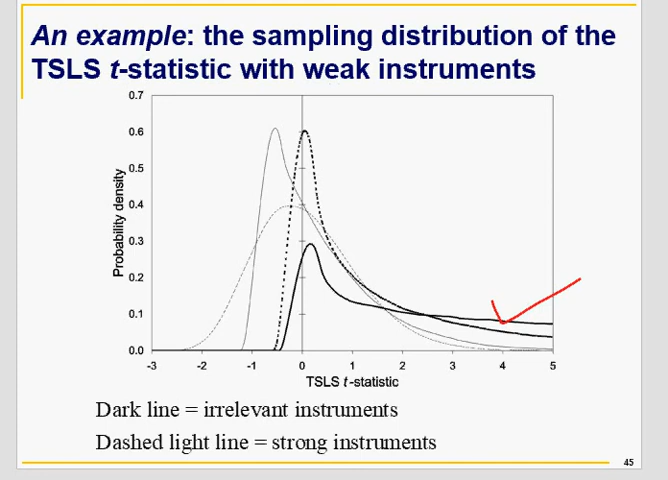 An example: the sampling distribution of the
TSLS t-statistic with weak instruments
0.7
0.6
0.5
0.4
0.3
0.2
0.1
0.0
Probability density
-3 -2 -1 0 1 2 3 4 5
TSLS t-statistic
Dark line = irrelevant instruments
Dashed light line = strong instruments
45